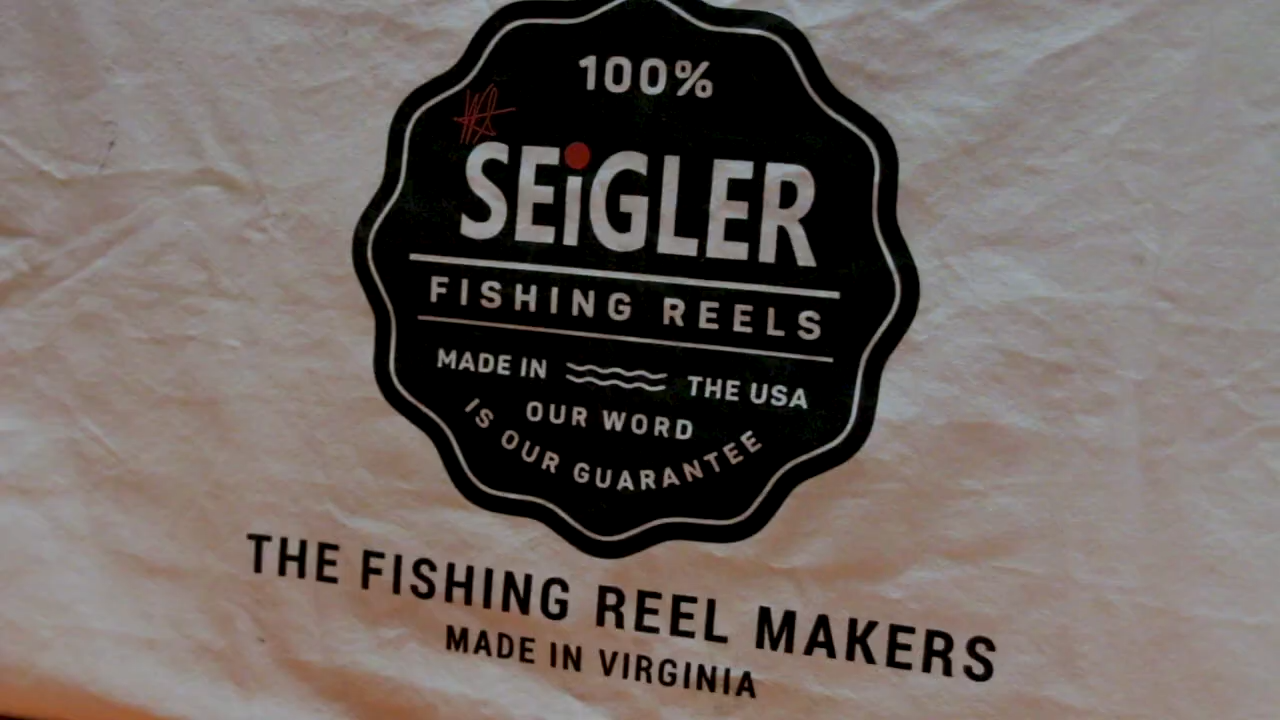 100%
SEiGLER
FISHING REELS
MADE IN THE USA
OUR WORD
IS OUR GUARANTEE
THE FISHING REEL MAKERS
MADE IN VIRGINIA